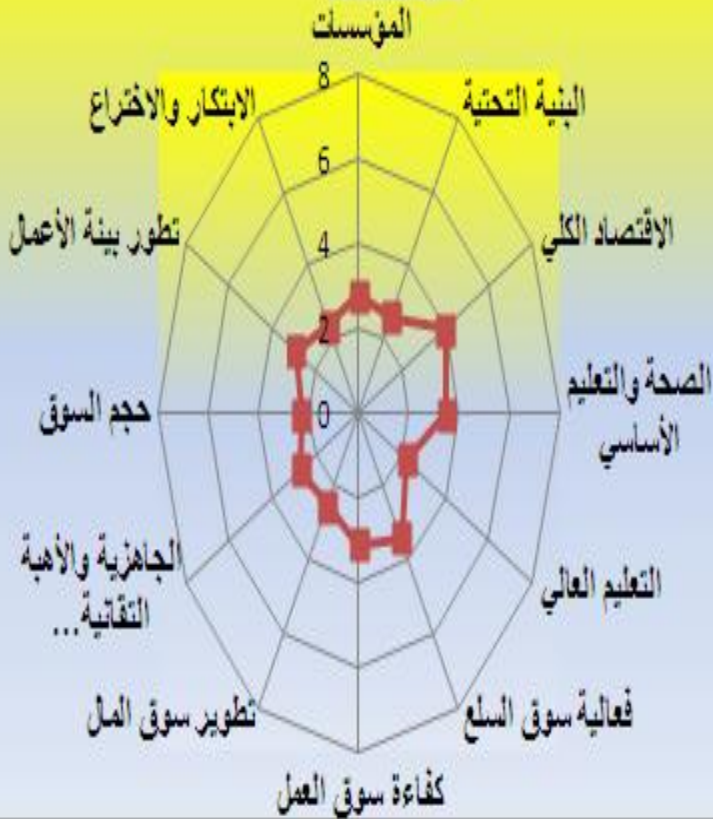 المؤسسات
8
البنية التحتية
الابتكار والاختراع
6
الاقتصاد الكلي
تطور بيئة الأعمال
4
2
الصحة والتعليم
الأساسي
حجم السوق
0
الجاهزية والأهبة
التقانية...
التعليم العالي
فعالية سوق السلع
تطوير سوق المال
كفاءة سوق العمل